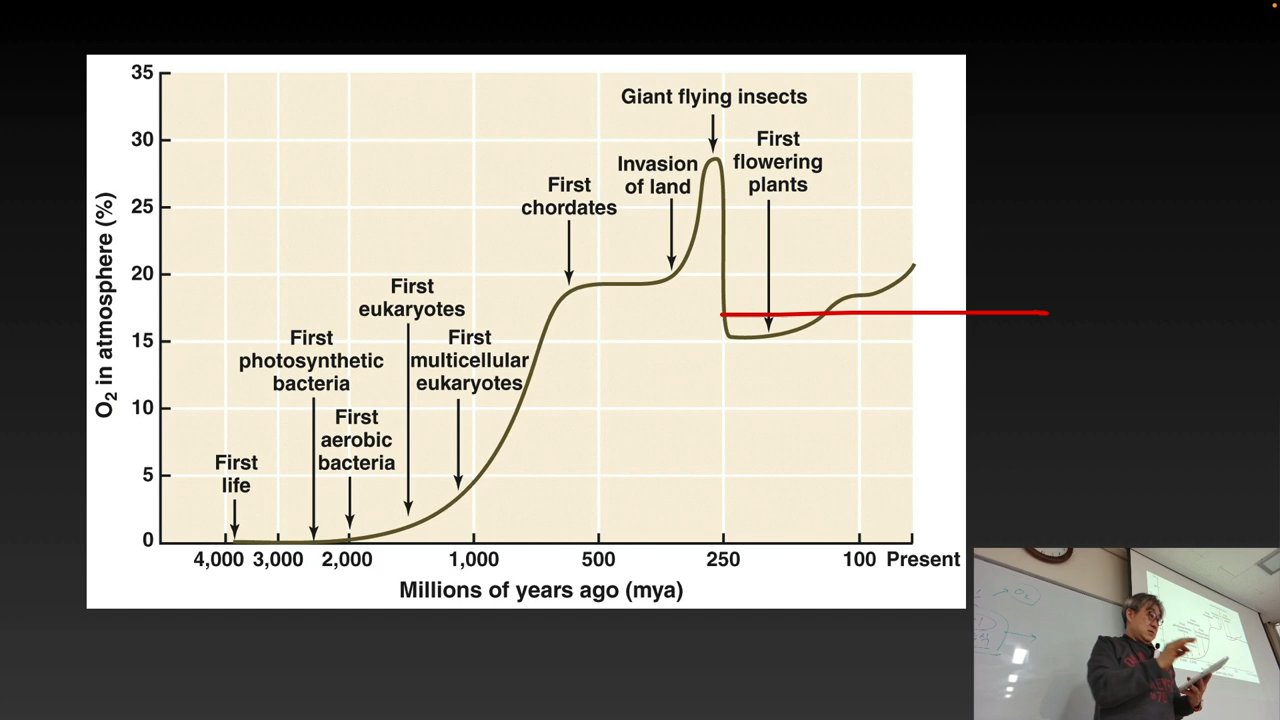 35
30
25
20
15
10
5
0
O2 in atmosphere (%)
Giant flying insects
First
flowering
plants
Invasion
of land
First
chordates
First
eukaryotes
First
multicellular
eukaryotes
First
photosynthetic
bacteria
First
aerobic
bacteria
First
life
4,000 3,000 2,000 1,000 500 250 100 Present
Millions of years ago (mya)